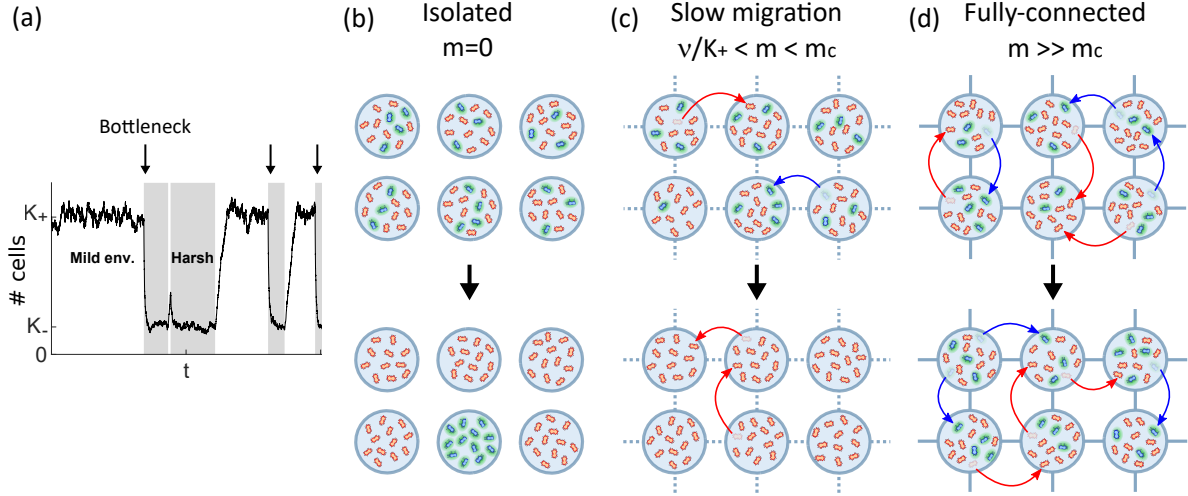 (a)
Bottleneck
K+
Mild env.
Harsh
# cells
K-
0
t
(b)
Isolated
m=0
(c)
Slow migration
ν/K+ < m < mc
(d)
Fully-connected
m >> mc